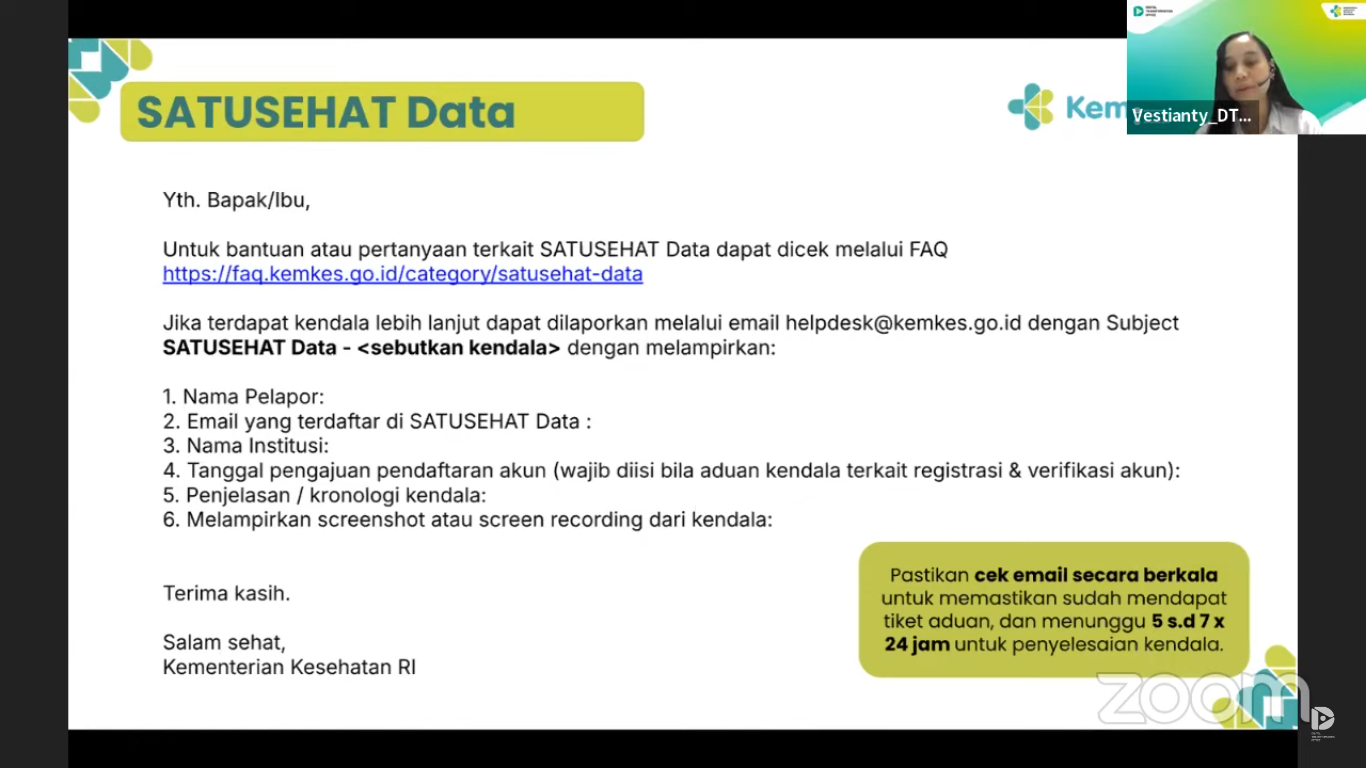 SATUSEHAT Data
Kem
Vestianty_DT...
Yth. Bapak/Ibu,
Untuk bantuan atau pertanyaan terkait SATUSEHAT Data dapat dicek melalui FAQ
https://faq.kemkes.go.id/category/satusehat-data
Jika terdapat kendala lebih lanjut dapat dilaporkan melalui email helpdesk@kemkes.go.id dengan Subject
SATUSEHAT Data - <sebutkan kendala> dengan melampirkan:
1. Nama Pelapor:
2. Email yang terdaftar di SATUSEHAT Data :
3. Nama Institusi:
4. Tanggal pengajuan pendaftaran akun (wajib diisi bila aduan kendala terkait registrasi & verifikasi akun):
5. Penjelasan / kronologi kendala:
6. Melampirkan screenshot atau screen recording dari kendala:
Terima kasih.
Salam sehat,
Kementerian Kesehatan RI
Pastikan cek email secara berkala
untuk memastikan sudah mendapat
tiket aduan, dan menunggu 5 s.d 7 x
24 jam untuk penyelesaian kendala.
zoom